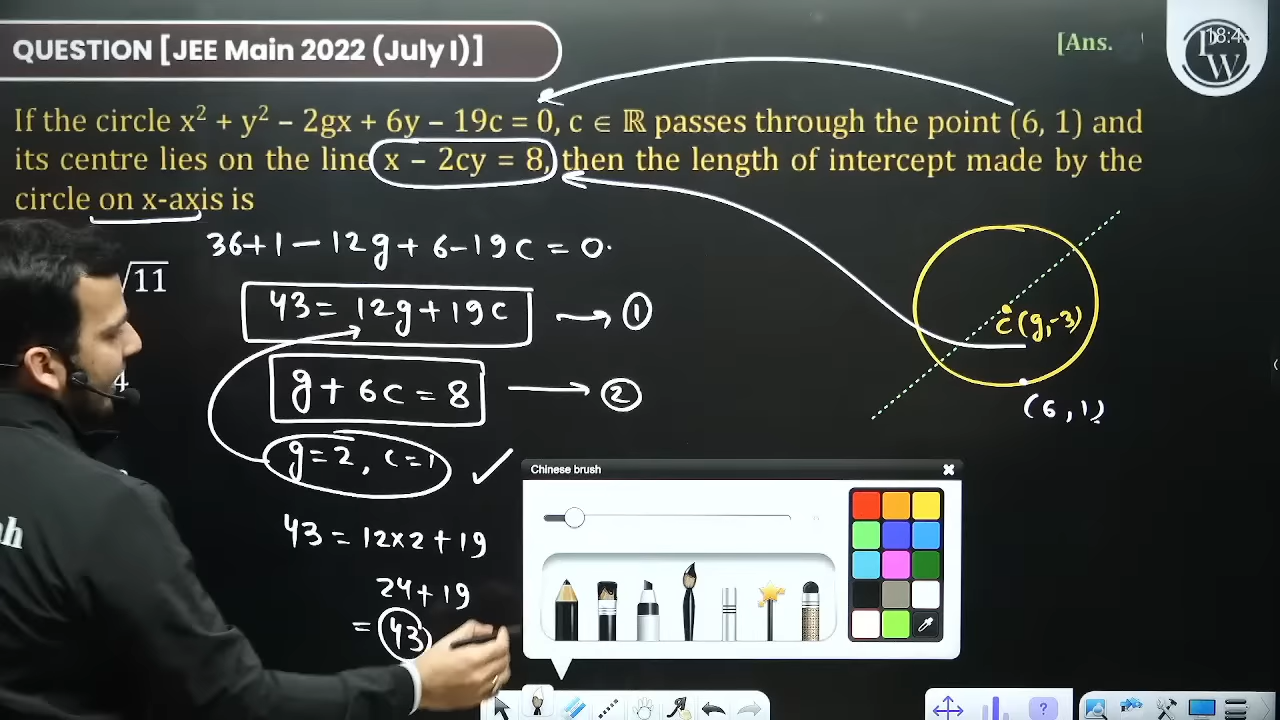 QUESTION [JEE Main 2022 (July I)]
[Ans.
18:4
W
If the circle x² + y² – 2gx + 6y – 19c = 0, c ∈ ℝ passes through the point (6, 1) and
its centre lies on the line x – 2cy = 8, then the length of intercept made by the
circle on x-axis is
√11
4
36+1–12g+6–19c = 0.
43 = 12g+19c → ①
g+6c=8 → ②
g=2, c=1 ✓
43 = 12×2+19
24+19
= 43
c(g,-3)
(6,1)
Chinese brush
?